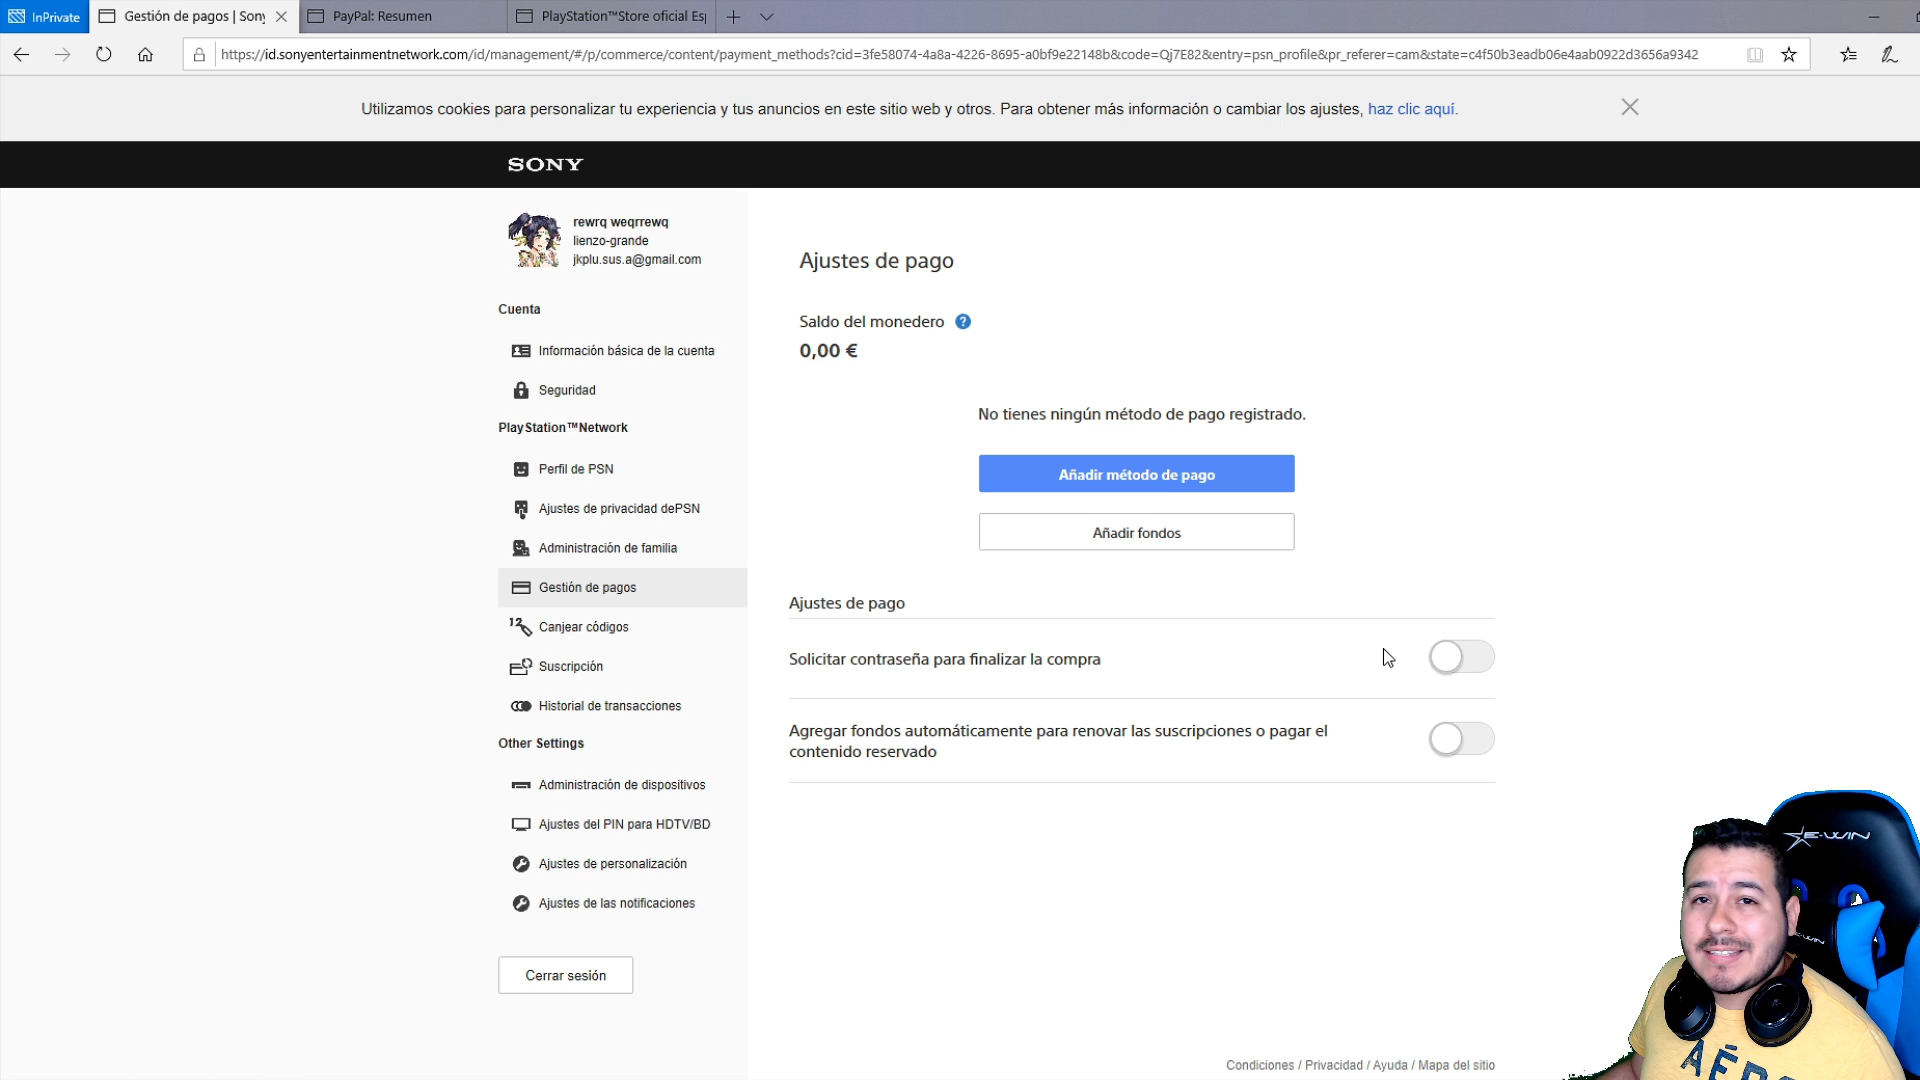 InPrivate
Gestión de pagos | Sony
PayPal: Resumen
PlayStation™Store oficial Es
https://id.sonyentertainmentnetwork.com/id/management/#/p/commerce/content/payment_methods?cid=3fe58074-4a8a-4226-8695-a0bf9e22148b&code=Qj7E82&entry=psn_profile&pr_referer=cam&state=c4f50b3eadb06e4aab0922d3656a9342
Utilizamos cookies para personalizar tu experiencia y tus anuncios en este sitio web y otros. Para obtener más información o cambiar los ajustes, haz clic aquí.
SONY
rewrq weqrrewq
lienzo-grande
jkplu.sus.a@gmail.com
Cuenta
Información básica de la cuenta
Seguridad
PlayStation™Network
Perfil de PSN
Ajustes de privacidad dePSN
Administración de familia
Gestión de pagos
Canjear códigos
Suscripción
Historial de transacciones
Other Settings
Administración de dispositivos
Ajustes del PIN para HDTV/BD
Ajustes de personalización
Ajustes de las notificaciones
Cerrar sesión
Ajustes de pago
Saldo del monedero ?
0,00 €
No tienes ningún método de pago registrado.
Añadir método de pago
Añadir fondos
Ajustes de pago
Solicitar contraseña para finalizar la compra
Agregar fondos automáticamente para renovar las suscripciones o pagar el
contenido reservado
Condiciones / Privacidad / Ayuda / Mapa del sitio
E-WIN
E-WIN